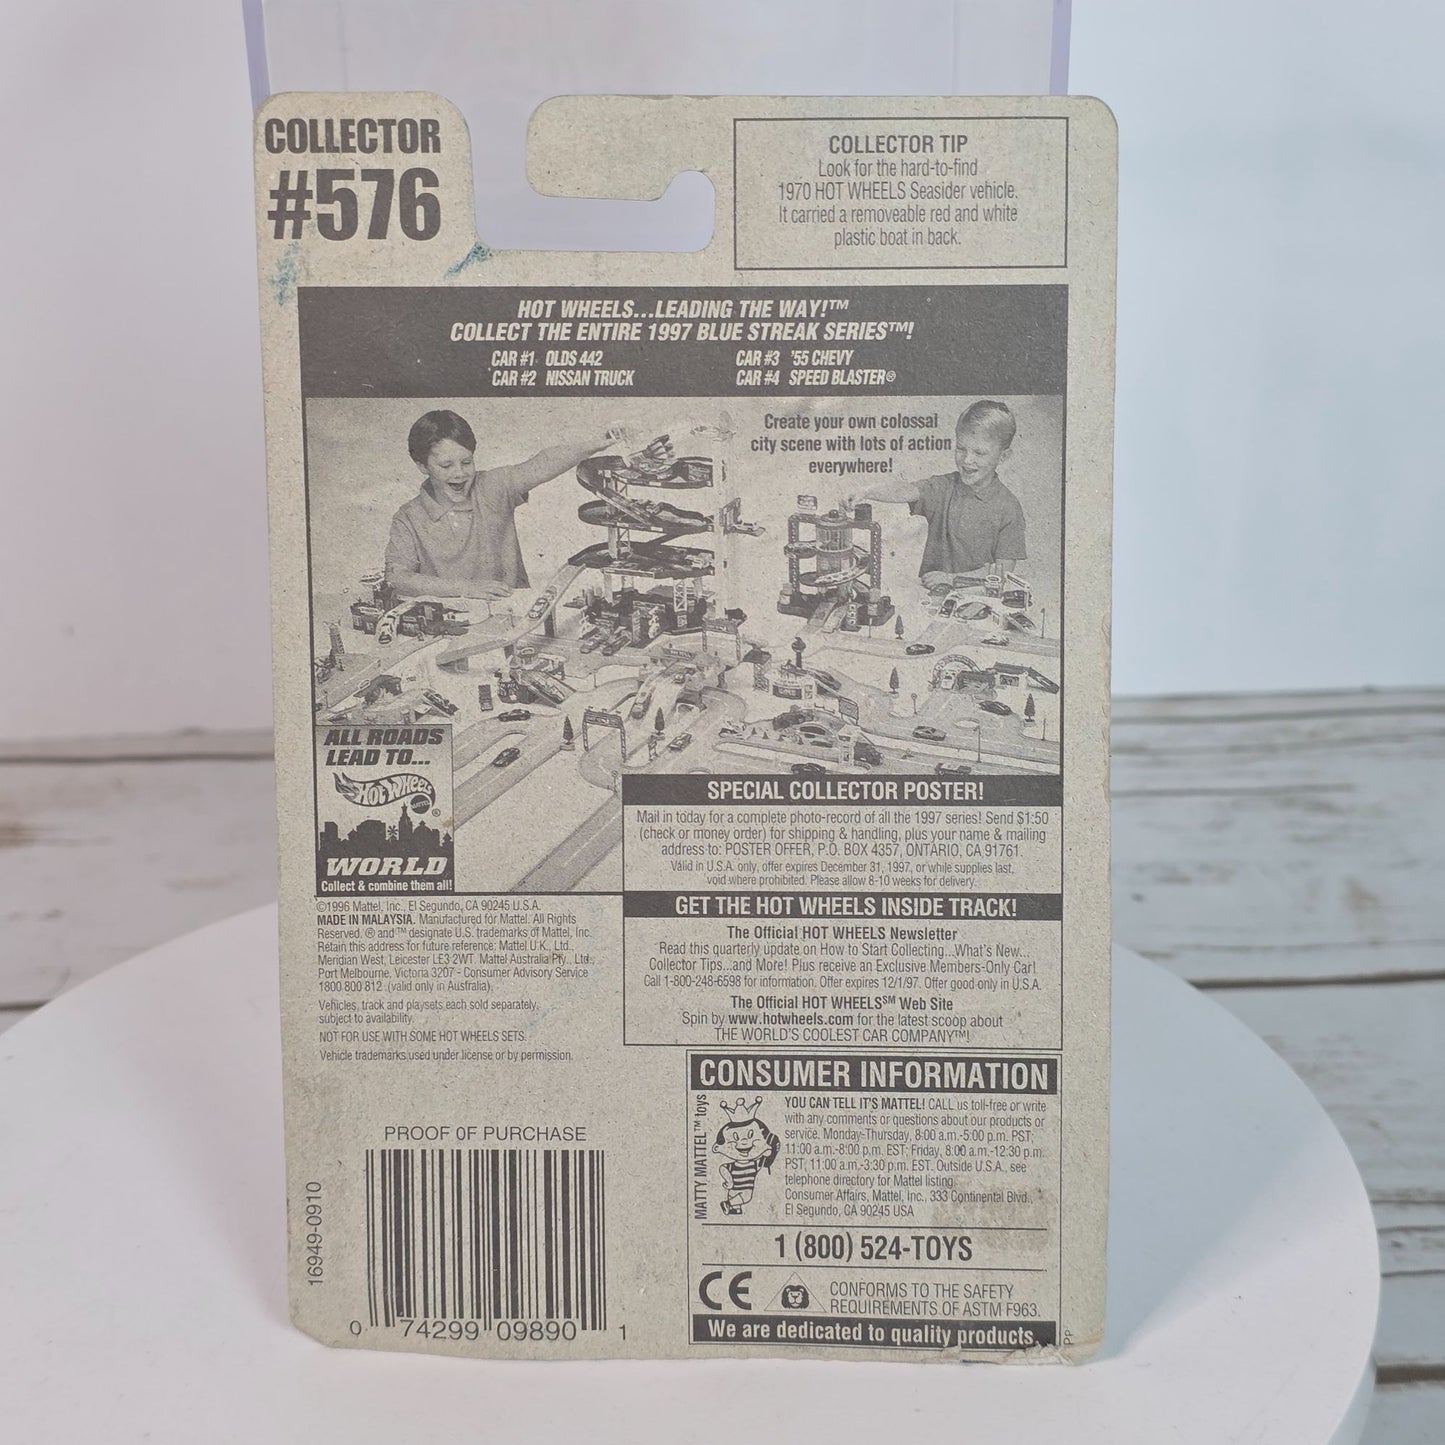 COLLECTOR
#576
COLLECTOR TIP
Look for the hard-to-find
1970 HOT WHEELS Seasider vehicle.
It carried a removeable red and white
plastic boat in back.
HOT WHEELS...LEADING THE WAY!™
COLLECT THE ENTIRE 1997 BLUE STREAK SERIES™!
CAR #1 OLDS 442
CAR #2 NISSAN TRUCK
CAR #3 '55 CHEVY
CAR #4 SPEED BLASTER®
Create your own colossal
city scene with lots of action
everywhere!
ALL ROADS
LEAD TO...
HOT WHEELS
MATTEL
®
WORLD
Collect & combine them all!
SPECIAL COLLECTOR POSTER!
Mail in today for a complete photo-record of all the 1997 series! Send $1:50
(check or money order) for shipping & handling, plus your name & mailing
address to: POSTER OFFER, P.O. BOX 4357, ONTARIO, CA 91761.
Valid in U.S.A. only, offer expires December 31, 1997, or while supplies last,
void where prohibited. Please allow 8-10 weeks for delivery.
GET THE HOT WHEELS INSIDE TRACK!
The Official HOT WHEELS Newsletter
Read this quarterly update on How to Start Collecting...What's New...
Collector Tips...and More! Plus receive an Exclusive Members-Only Car!
Call 1-800-248-6598 for information. Offer expires 12/1/97. Offer good only in U.S.A.
The Official HOT WHEELS℠ Web Site
Spin by www.hotwheels.com for the latest scoop about
THE WORLD'S COOLEST CAR COMPANY™!
©1996 Mattel, Inc., El Segundo, CA 90245 U.S.A.
MADE IN MALAYSIA. Manufactured for Mattel. All Rights
Reserved. ® and ™ designate U.S. trademarks of Mattel, Inc.
Retain this address for future reference: Mattel U.K., Ltd.,
Meridian West, Leicester LE3 2WT. Mattel Australia Pty., Ltd.,
Port Melbourne, Victoria 3207 - Consumer Advisory Service
1800 800 812 (valid only in Australia).
Vehicles, track and playsets each sold separately,
subject to availability.
NOT FOR USE WITH SOME HOT WHEELS SETS.
Vehicle trademarks used under license or by permission.
CONSUMER INFORMATION
MATTY MATTEL™ toys
YOU CAN TELL IT'S MATTEL! CALL us toll-free or write
with any comments or questions about our products or
service. Monday-Thursday, 8:00 a.m.-5:00 p.m. PST;
11:00 a.m.-8:00 p.m. EST; Friday, 8:00 a.m.-12:30 p.m.
PST, 11:00 a.m.-3:30 p.m. EST. Outside U.S.A., see
telephone directory for Mattel listing.
Consumer Affairs, Mattel, Inc., 333 Continental Blvd.,
El Segundo, CA 90245 USA
1 (800) 524-TOYS
CE
CONFORMS TO THE SAFETY
REQUIREMENTS OF ASTM F963.
We are dedicated to quality products.
PP
PROOF OF PURCHASE
16949-0910
0 74299 09890 1